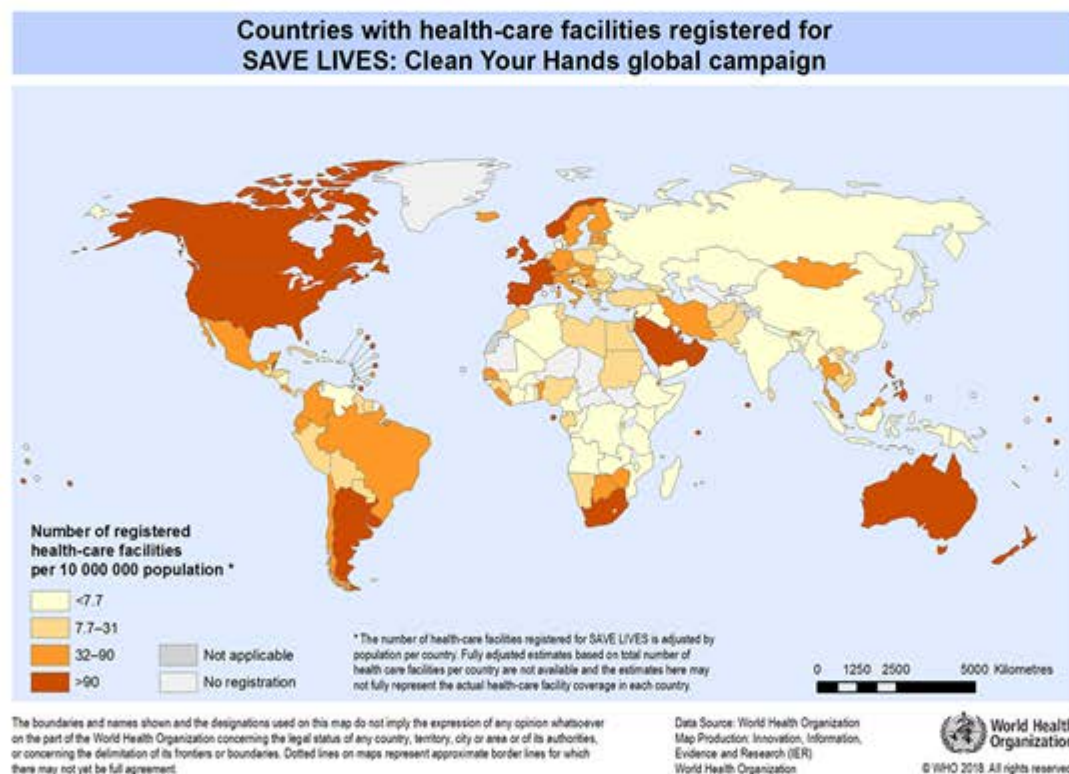 Countries with health-care facilities registered for
SAVE LIVES: Clean Your Hands global campaign
Number of registered
health-care facilities
per 10 000 000 population *
<7.7
7.7–31
32–90
>90
Not applicable
No registration
* The number of health-care facilities registered for SAVE LIVES is adjusted by
population per country. Fully adjusted estimates based on total number of
health care facilities per country are not available and the estimates here may
not fully represent the actual health-care facility coverage in each country.
0 1250 2500 5000 Kilometres
The boundaries and names shown and the designations used on this map do not imply the expression of any opinion whatsoever
on the part of the World Health Organization concerning the legal status of any country, territory, city or area or of its authorities,
or concerning the delimitation of its frontiers or boundaries. Dotted lines on maps represent approximate border lines for which
there may not yet be full agreement.
Data Source: World Health Organization
Map Production: Innovation, Information,
Evidence and Research (IER)
World Health Organization
World Health
Organization
© WHO 2018. All rights reserved